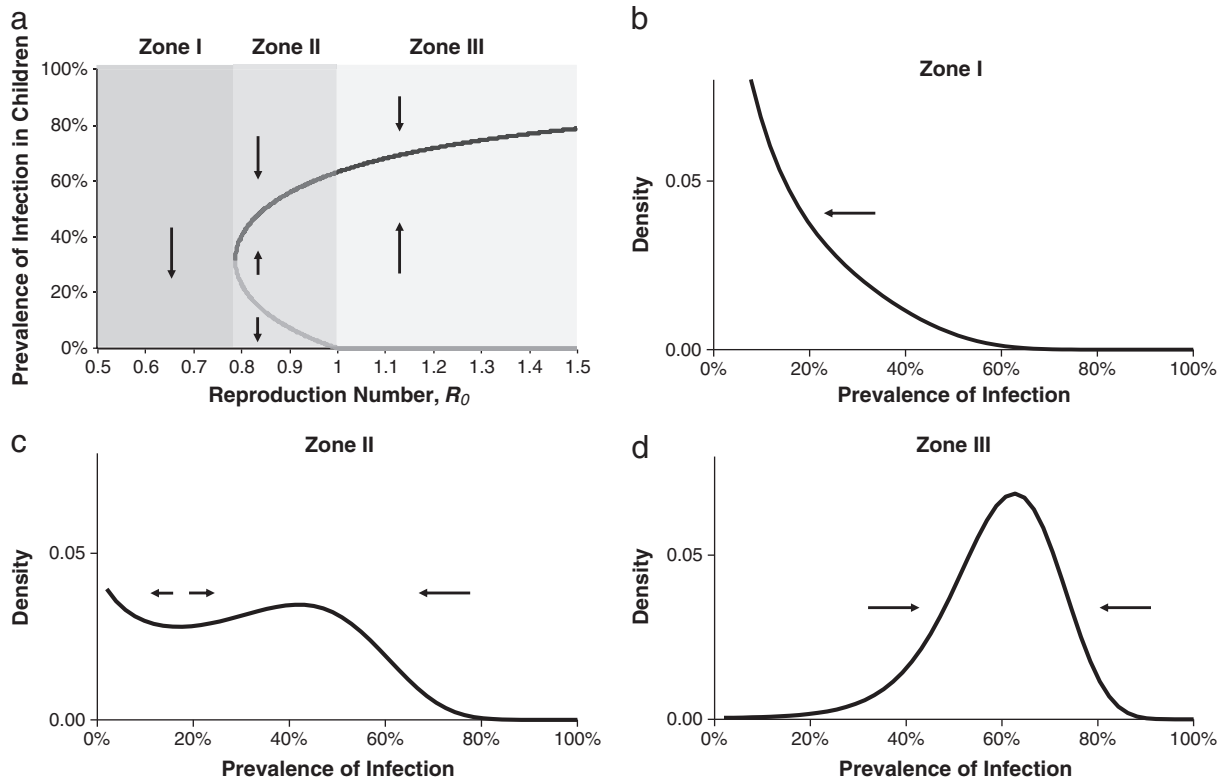 a
Zone I Zone II Zone III
Prevalence of Infection in Children
100%
80%
60%
40%
20%
0%
0.5 0.6 0.7 0.8 0.9 1 1.1 1.2 1.3 1.4 1.5
Reproduction Number, R0
b
Zone I
Density
0.05
0.00
0% 20% 40% 60% 80% 100%
Prevalence of Infection
c
Zone II
Density
0.05
0.00
0% 20% 40% 60% 80% 100%
Prevalence of Infection
d
Zone III
Density
0.05
0.00
0% 20% 40% 60% 80% 100%
Prevalence of Infection